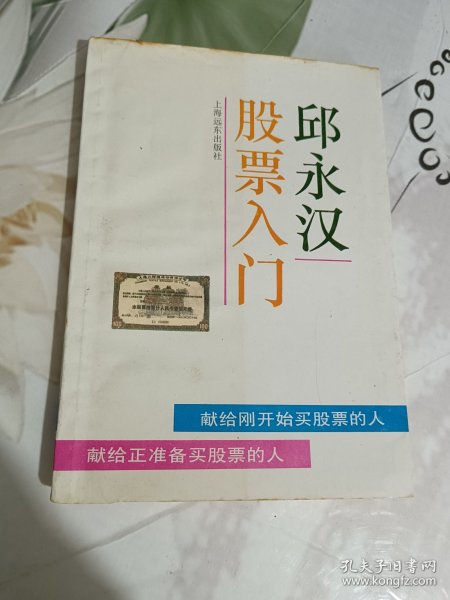 邱永汉
股票入门
上海远东出版社
献给刚开始买股票的人
献给正准备买股票的人
孔夫子旧书网
www.kongfz.com